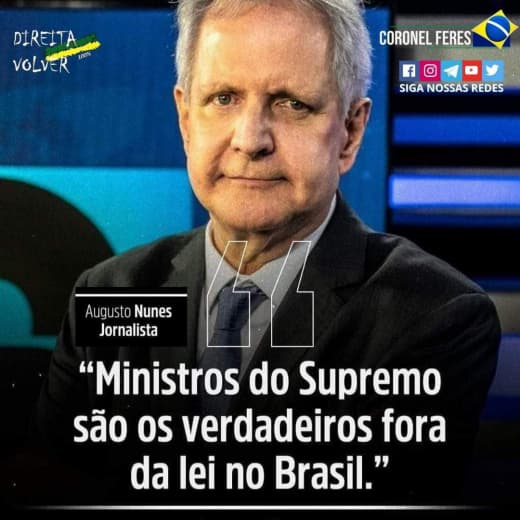 DIREITA
VOLVER
100%
CORONEL FERES
SIGA NOSSAS REDES
Augusto Nunes
Jornalista
“Ministros do Supremo
são os verdadeiros fora
da lei no Brasil.”